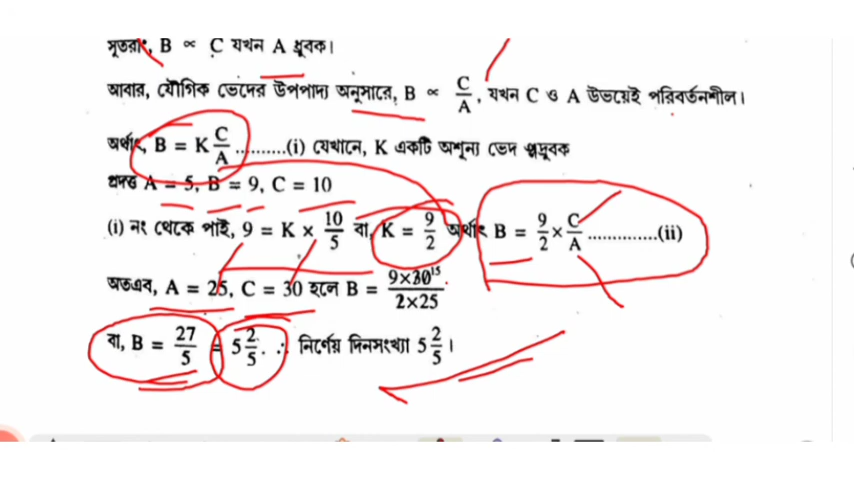 সুতরাং, B ∝ C যখন A ধ্রুবক।
আবার, যৌগিক ভেদের উপপাদ্য অনুসারে, B ∝ C/A, যখন C ও A উভয়েই পরিবর্তনশীল।
অর্থাৎ, B = K C/A ..........(i) যেখানে, K একটি অশূন্য ভেদ ধ্রুবক
প্রদত্ত A = 5, B = 9, C = 10
(i) নং থেকে পাই, 9 = K × 10/5 বা, K = 9/2 অর্থাৎ B = 9/2 × C/A .............(ii)
অতএব, A = 25, C = 30 হলে B = 9×30¹⁵/2×25
বা, B = 27/5 = 5 2/5. ∴ নির্ণেয় দিনসংখ্যা 5 2/5।